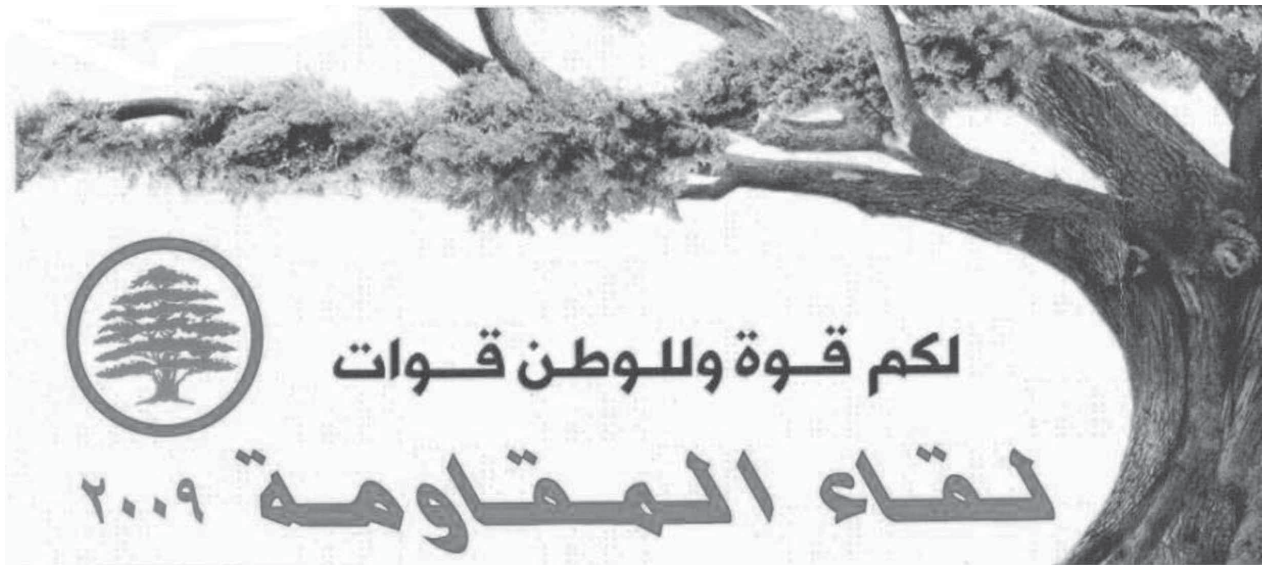 لكم قوة وللوطن قوات
لقاء المقاومة ٢٠٠٩